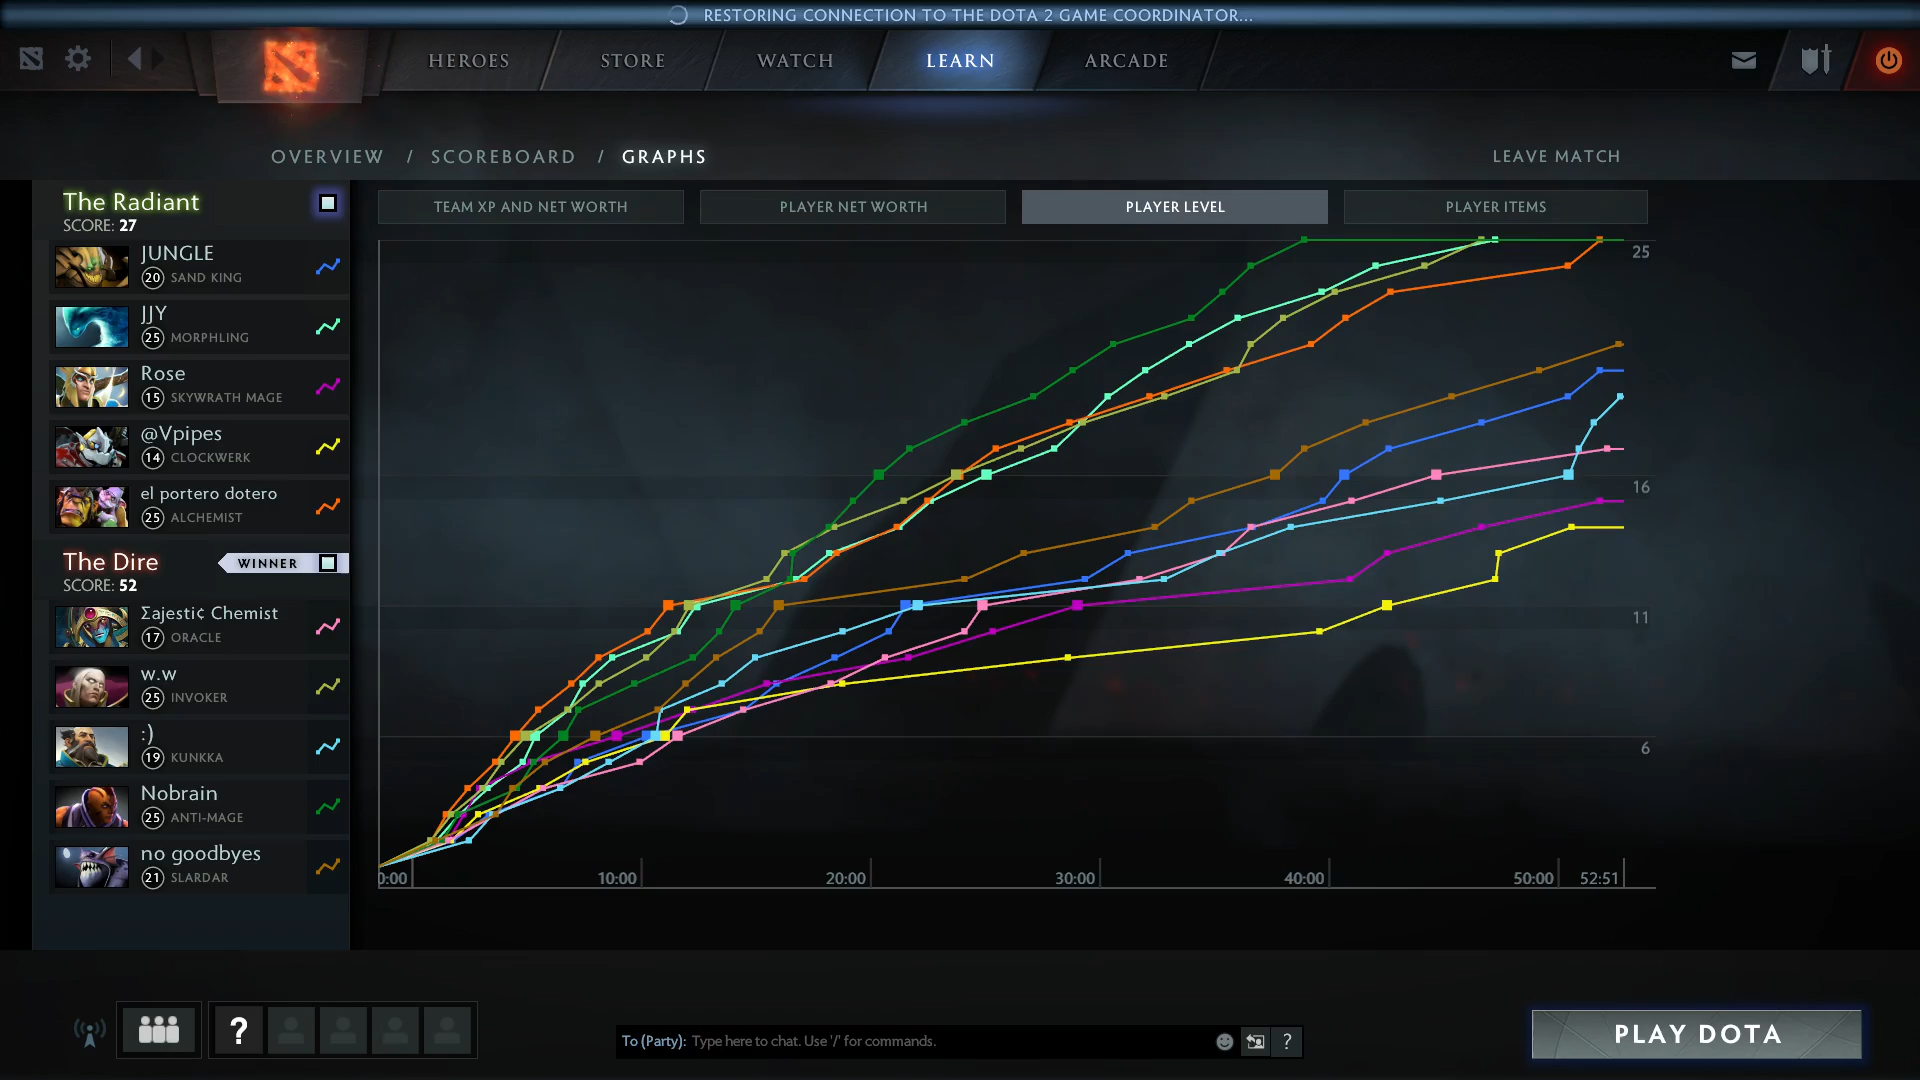 RESTORING CONNECTION TO THE DOTA 2 GAME COORDINATOR...
HEROES STORE WATCH LEARN ARCADE
OVERVIEW / SCOREBOARD / GRAPHS LEAVE MATCH
The Radiant
SCORE: 27
TEAM XP AND NET WORTH PLAYER NET WORTH PLAYER LEVEL PLAYER ITEMS
JUNGLE
20 SAND KING
JJY
25 MORPHLING
Rose
15 SKYWRATH MAGE
@Vpipes
14 CLOCKWERK
el portero dotero
25 ALCHEMIST
The Dire WINNER
SCORE: 52
Σajesti¢ Chemist
17 ORACLE
w.w
25 INVOKER
:)
19 KUNKKA
Nobrain
25 ANTI-MAGE
no goodbyes
21 SLARDAR
25
16
11
6
0:00 10:00 20:00 30:00 40:00 50:00 52:51
?
To (Party): Type here to chat. Use '/' for commands. ?
PLAY DOTA